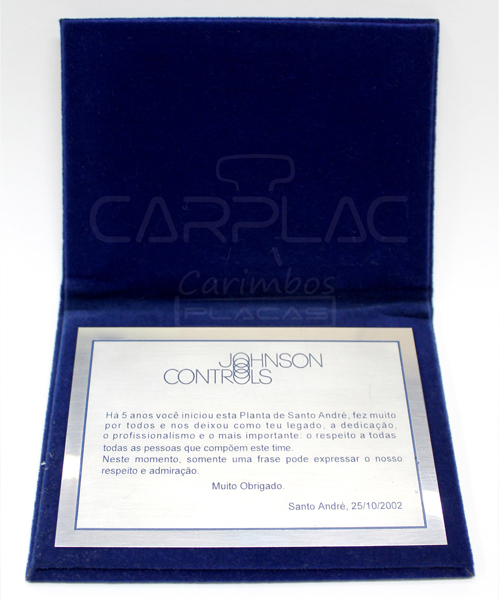 CARPLAC
Carimbos
PLACAS
JOHNSON
CONTROLS
Há 5 anos você iniciou esta Planta de Santo André, fez muito
por todos e nos deixou como teu legado, a dedicação,
o profissionalismo e o mais importante: o respeito a todas
todas as pessoas que compõem este time.
Neste momento, somente uma frase pode expressar o nosso
respeito e admiração.
Muito Obrigado.
Santo André, 25/10/2002